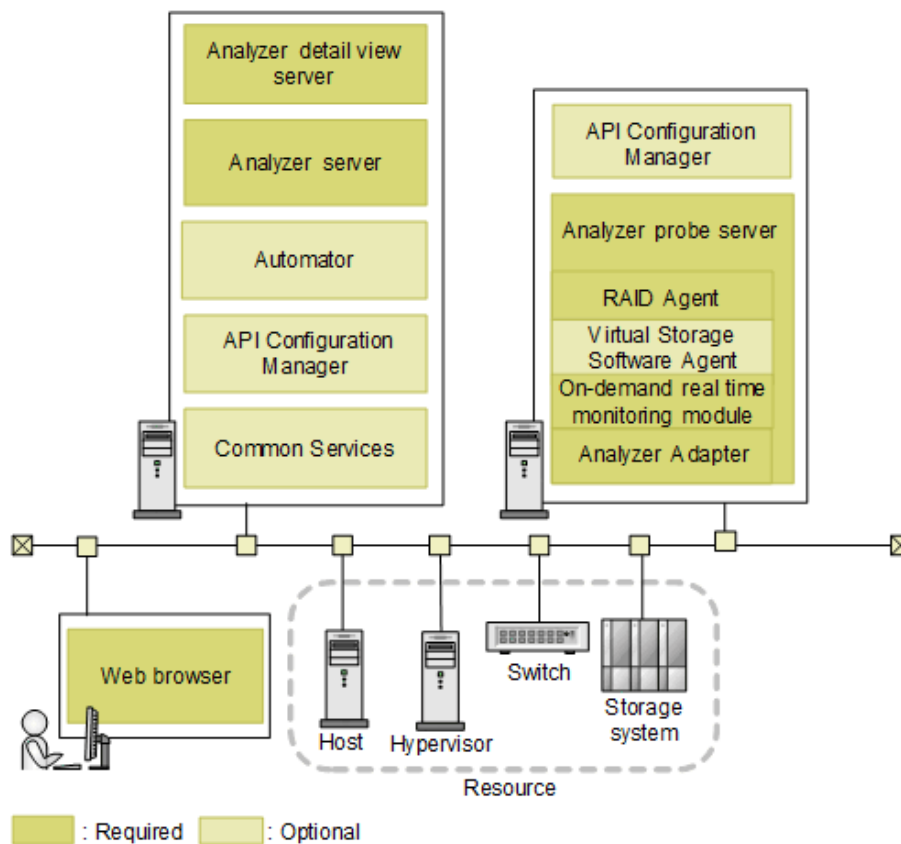 Analyzer detail view
server
Analyzer server
Automator
API Configuration
Manager
Common Services
API Configuration
Manager
Analyzer probe server
RAID Agent
Virtual Storage
Software Agent
On-demand real time
monitoring module
Analyzer Adapter
Web browser
Host
Hypervisor
Switch
Storage
system
Resource
: Required
: Optional